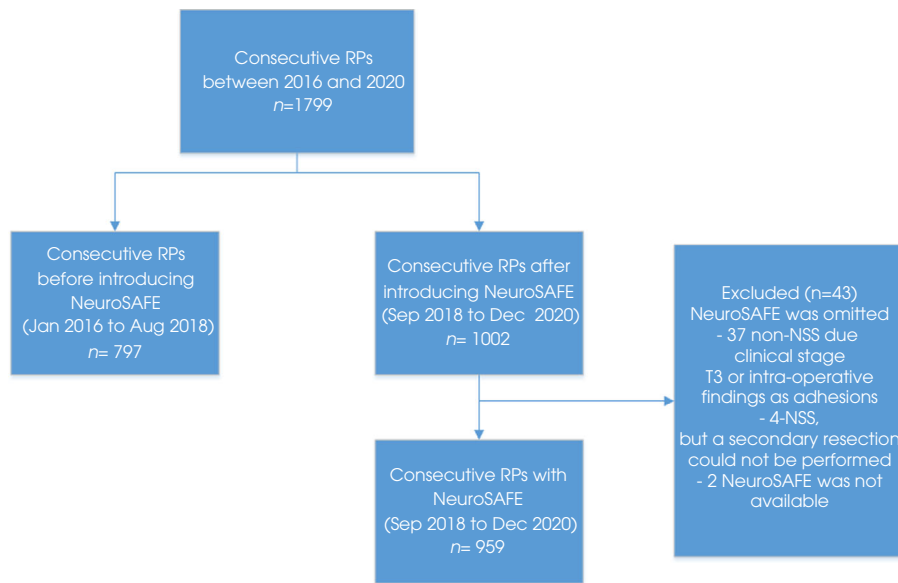 Consecutive RPs
between 2016 and 2020
n=1799
Consecutive RPs
before introducing
NeuroSAFE
(Jan 2016 to Aug 2018)
n= 797
Consecutive RPs after
introducing NeuroSAFE
(Sep 2018 to Dec 2020)
n= 1002
Excluded (n=43)
NeuroSAFE was omitted
- 37 non-NSS due
clinical stage
T3 or intra-operative
findings as adhesions
- 4-NSS,
but a secondary resection
could not be performed
- 2 NeuroSAFE was not
available
Consecutive RPs with
NeuroSAFE
(Sep 2018 to Dec 2020)
n= 959